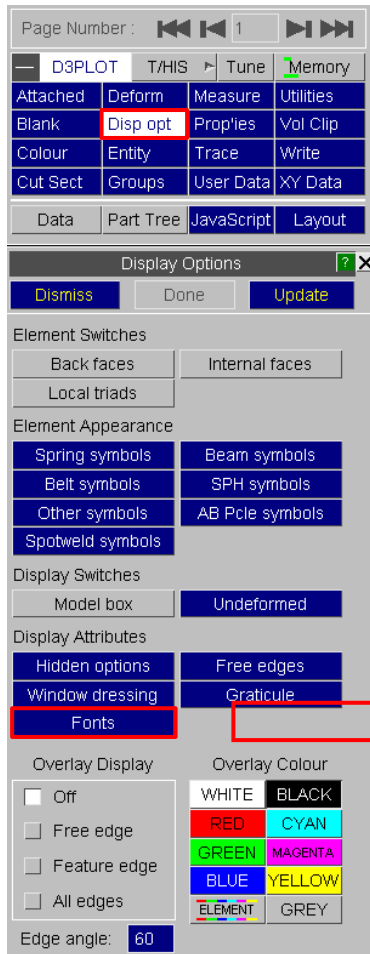 Page Number : 1
D3PLOT T/HIS Tune Memory
Attached Deform Measure Utilities
Blank Disp opt Prop'ies Vol Clip
Colour Entity Trace Write
Cut Sect Groups User Data XY Data
Data Part Tree JavaScript Layout
Display Options ? X
Dismiss Done Update
Element Switches
Back faces Internal faces
Local triads
Element Appearance
Spring symbols Beam symbols
Belt symbols SPH symbols
Other symbols AB Pcle symbols
Spotweld symbols
Display Switches
Model box Undeformed
Display Attributes
Hidden options Free edges
Window dressing Graticule
Fonts
Overlay Display Overlay Colour
Off WHITE BLACK
Free edge RED CYAN
Feature edge GREEN MAGENTA
All edges BLUE YELLOW
ELEMENT GREY
Edge angle: 60